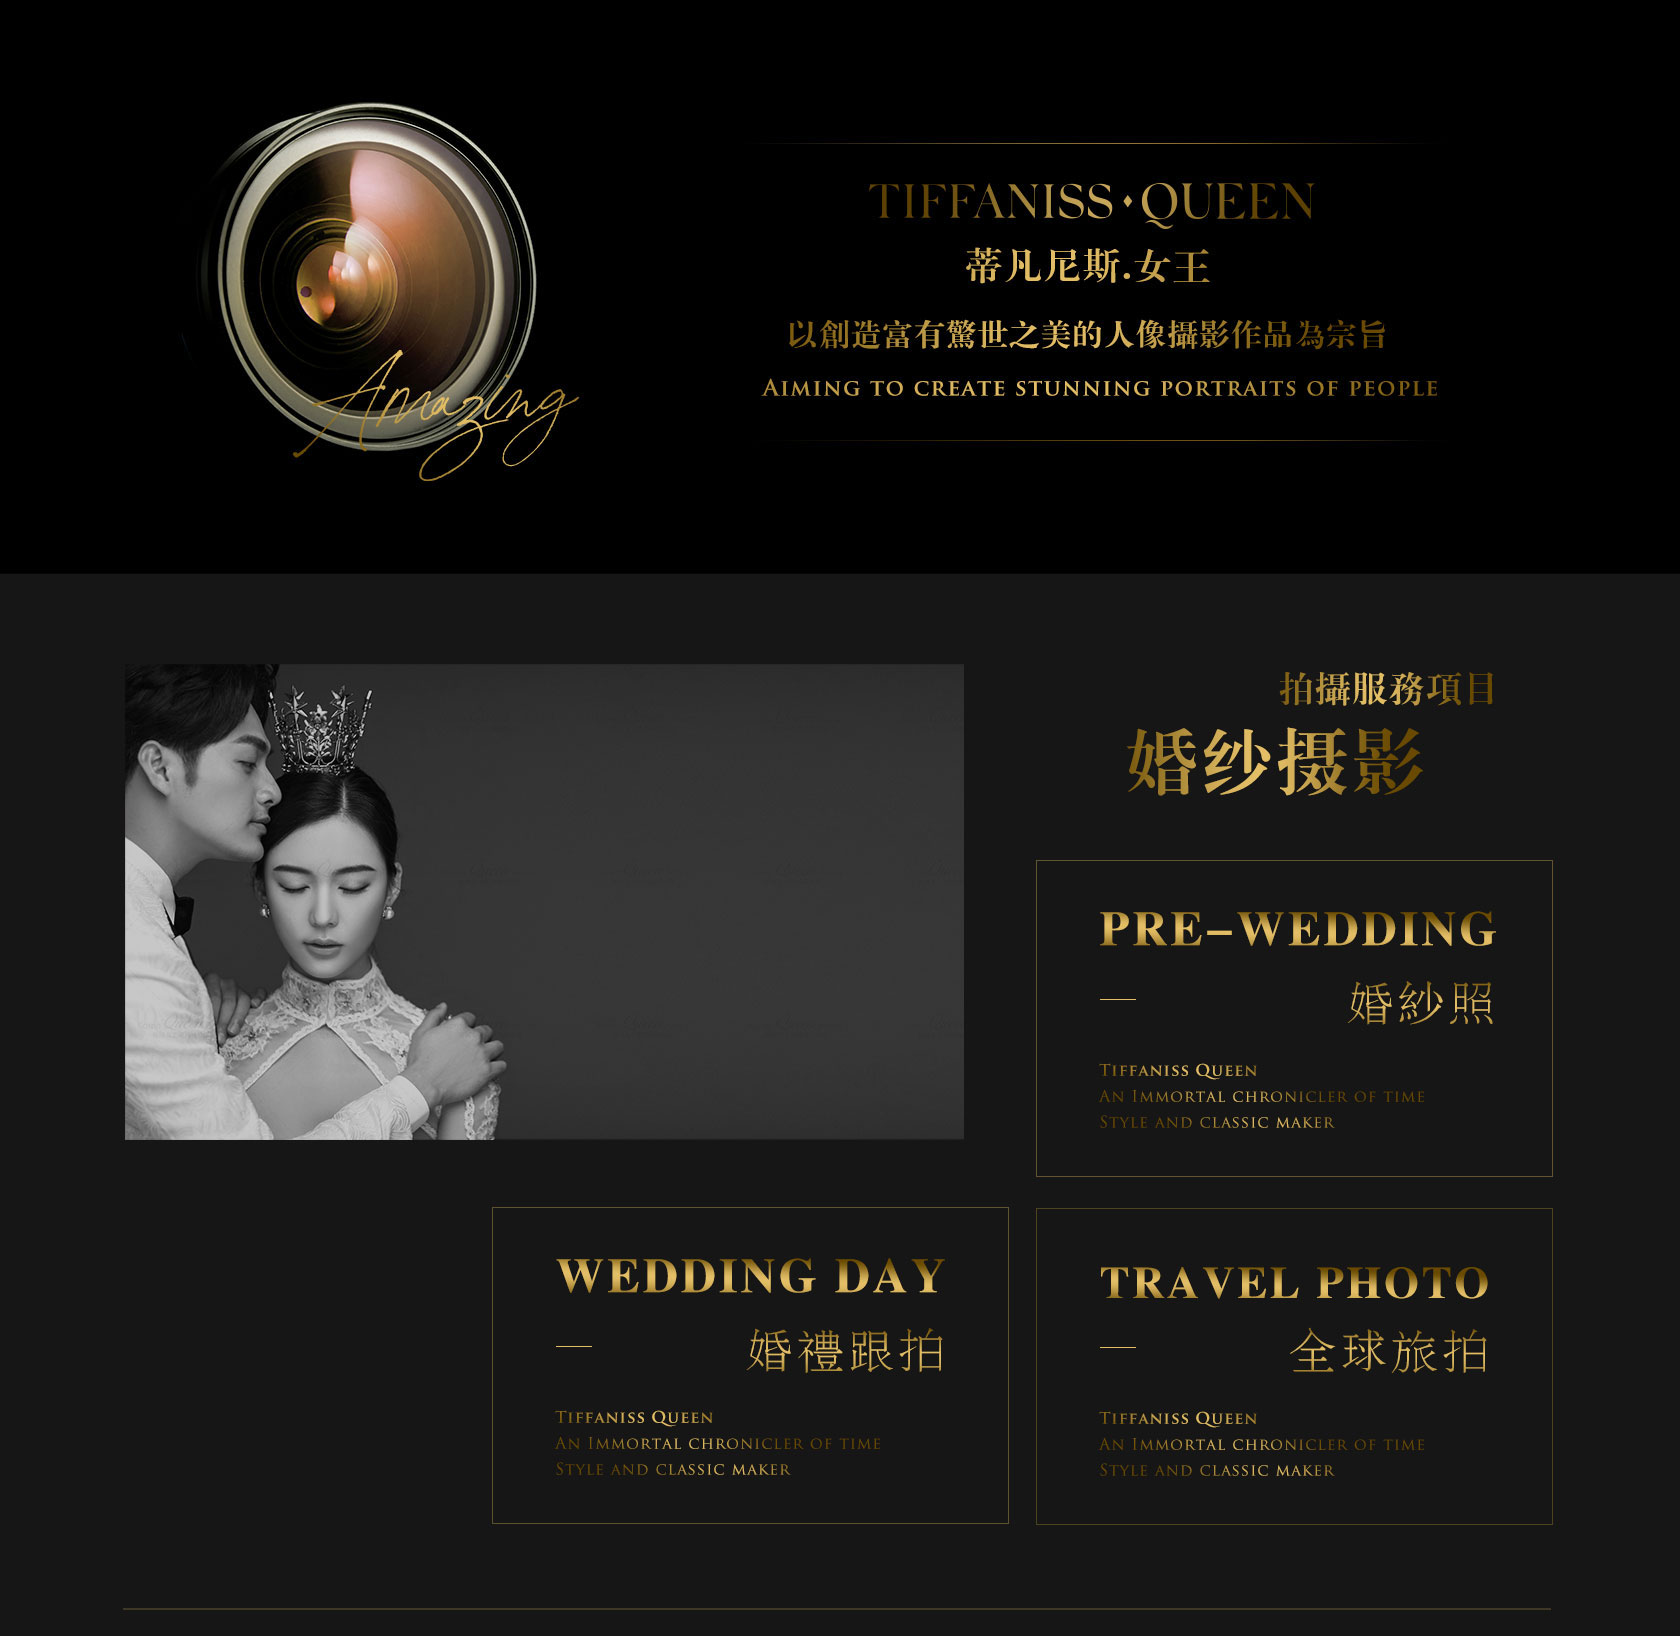 Amazing
TIFFANISS·QUEEN
蒂凡尼斯.女王
以創造富有驚世之美的人像攝影作品為宗旨
AIMING TO CREATE STUNNING PORTRAITS OF PEOPLE
拍攝服務項目
婚纱摄影
PRE-WEDDING
婚紗照
TIFFANISS QUEEN
AN IMMORTAL CHRONICLER OF TIME
STYLE AND CLASSIC MAKER
WEDDING DAY
婚禮跟拍
TIFFANISS QUEEN
AN IMMORTAL CHRONICLER OF TIME
STYLE AND CLASSIC MAKER
TRAVEL PHOTO
全球旅拍
TIFFANISS QUEEN
AN IMMORTAL CHRONICLER OF TIME
STYLE AND CLASSIC MAKER